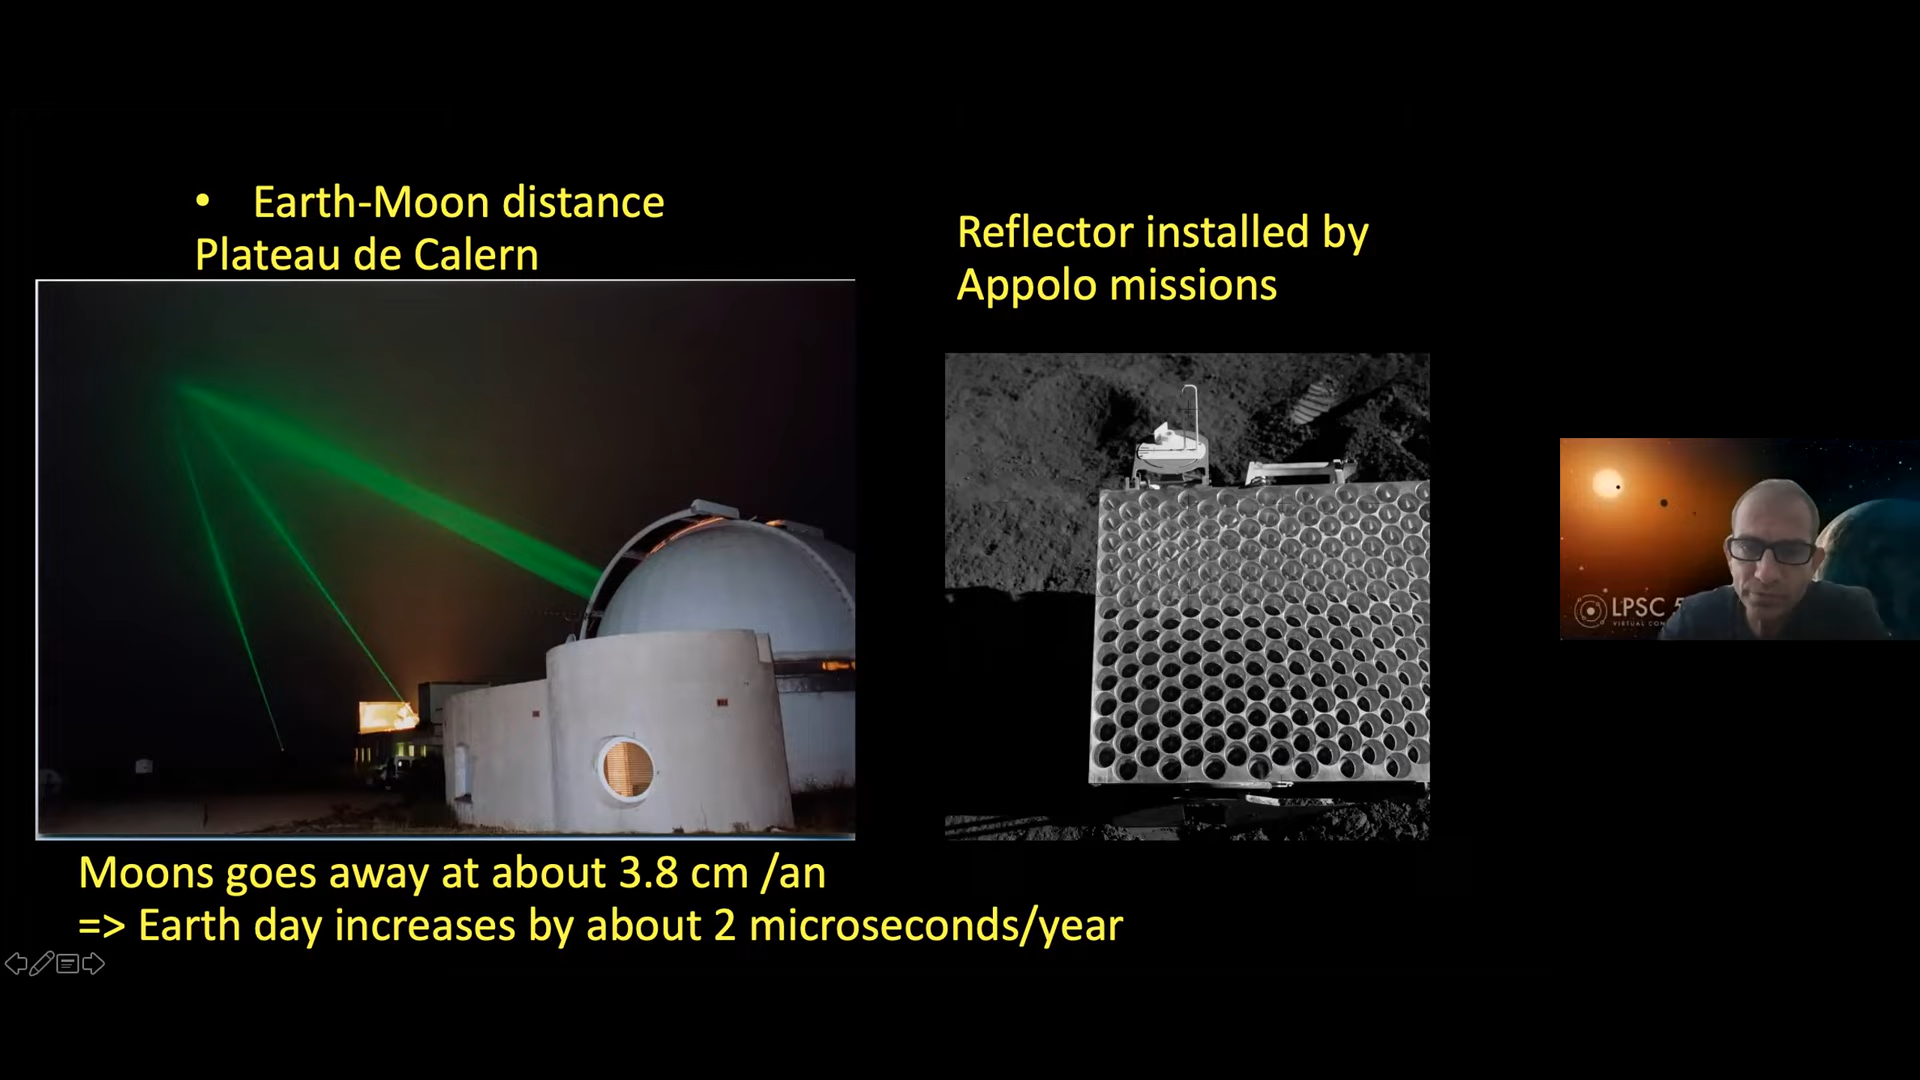 • Earth-Moon distance
Plateau de Calern
Reflector installed by
Appolo missions
Moons goes away at about 3.8 cm /an
=> Earth day increases by about 2 microseconds/year
LPSC
VIRTUAL